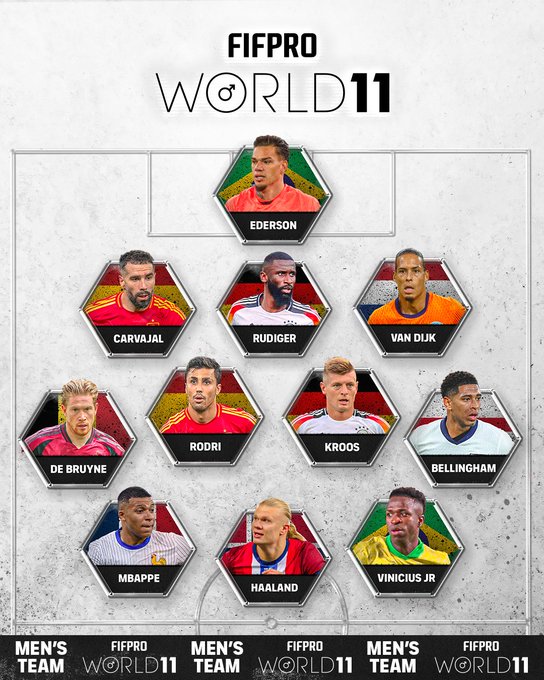 FIFPRO
WORLD11
EDERSON
CARVAJAL
RUDIGER
VAN DIJK
DE BRUYNE
RODRI
KROOS
BELLINGHAM
MBAPPE
HAALAND
VINICIUS JR
MEN'S
TEAM
FIFPRO
WORLD11
MEN'S
TEAM
FIFPRO
WORLD11
MEN'S
TEAM
FIFPRO
WORLD11